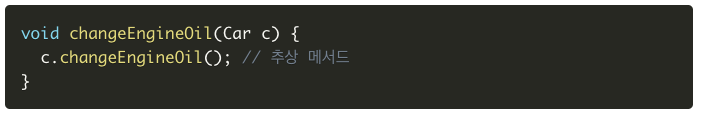 void changeEngineOil(Car c) {
  c.changeEngineOil(); // 추상 메서드
}